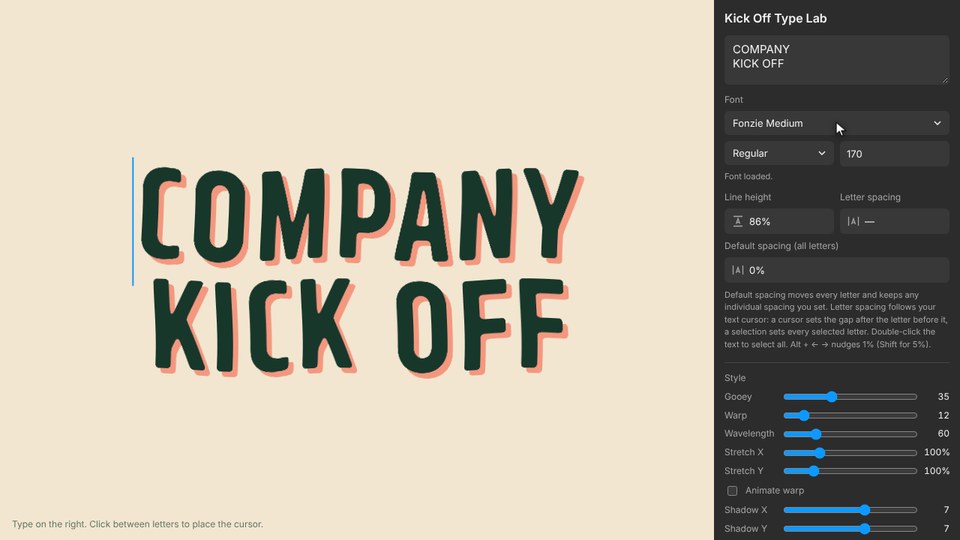 COMPANY
KICK OFF
Type on the right. Click between letters to place the cursor.
Kick Off Type Lab
COMPANY
KICK OFF
Font
Fonzie Medium
Regular
170
Font loaded.
Line height
Letter spacing
86%
—
Default spacing (all letters)
0%
Default spacing moves every letter and keeps any
individual spacing you set. Letter spacing follows your
text cursor: a cursor sets the gap after the letter before it,
a selection sets every selected letter. Double-click the
text to select all. Alt + ← → nudges 1% (Shift for 5%).
Style
Gooey 35
Warp 12
Wavelength 60
Stretch X 100%
Stretch Y 100%
Animate warp
Shadow X 7
Shadow Y 7